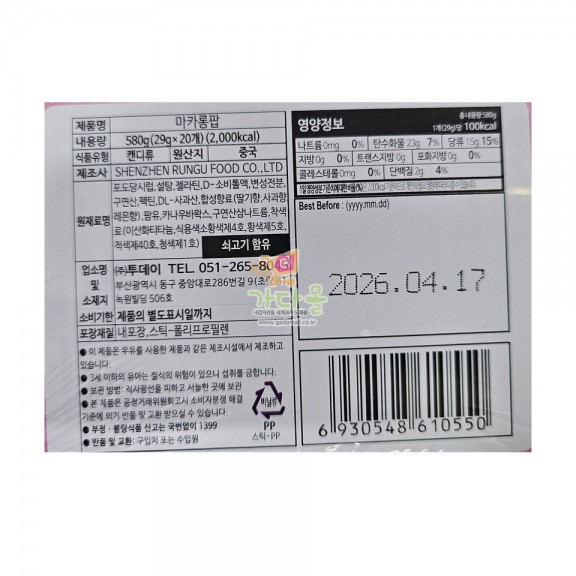 제품명 마카롱팝
내용량 580g(29g×20개) (2,000kcal)
식품유형 캔디류 원산지 중국
제조사 SHENZHEN RUNGU FOOD CO.,LTD
원재료명
포도당시럽, 설탕, 젤라틴, D-소비톨액, 변성전분,
구연산, 펙틴, DL-사과산, 합성향료(딸기향, 사과향,
레몬향), 팜유, 카나우바왁스, 구연산삼나트륨, 착색
료(이산화티타늄, 식용색소황색제4호, 황색제5호,
적색제40호, 청색제1호)
쇠고기 함유
업소명 및 소재지
(주)투데이 TEL. 051-265-80
부산광역시 동구 중앙대로286번길 9(초량동)
녹원빌딩 506호
소비기한 제품의 별도표시일까지
포장재질 내포장, 스틱-폴리프로필렌
● 이 제품은 우유를 사용한 제품과 같은 제조시설에서 제조하고
있습니다.
● 3세 이하의 유아는 질식의 위험이 있으니 섭취를 금합니다.
● 보관 방법: 직사광선을 피하고 서늘한 곳에 보관
● 본 제품은 공정거래위원회고시 소비자분쟁 해결
기준에 의거 반품 및 교환 받으실 수 있습니다.
● 부정·불량식품 신고는 국번없이 1399
● 반품 및 교환: 구입처 또는 수입원
비닐류
PP
스틱-PP
영양정보
총 내용량 580g
1개(29g)당 100kcal
나트륨 0mg 0% 탄수화물 23g 7% 당류 15g 15%
지방 0g 0% 트랜스지방 0g 포화지방 0g 0%
콜레스테롤 0mg 0% 단백질 2g 4%
Best Before : (yyyy.mm.dd)
2026.04.17
가다몰
www.gadamall.co.kr
6 930548 610550